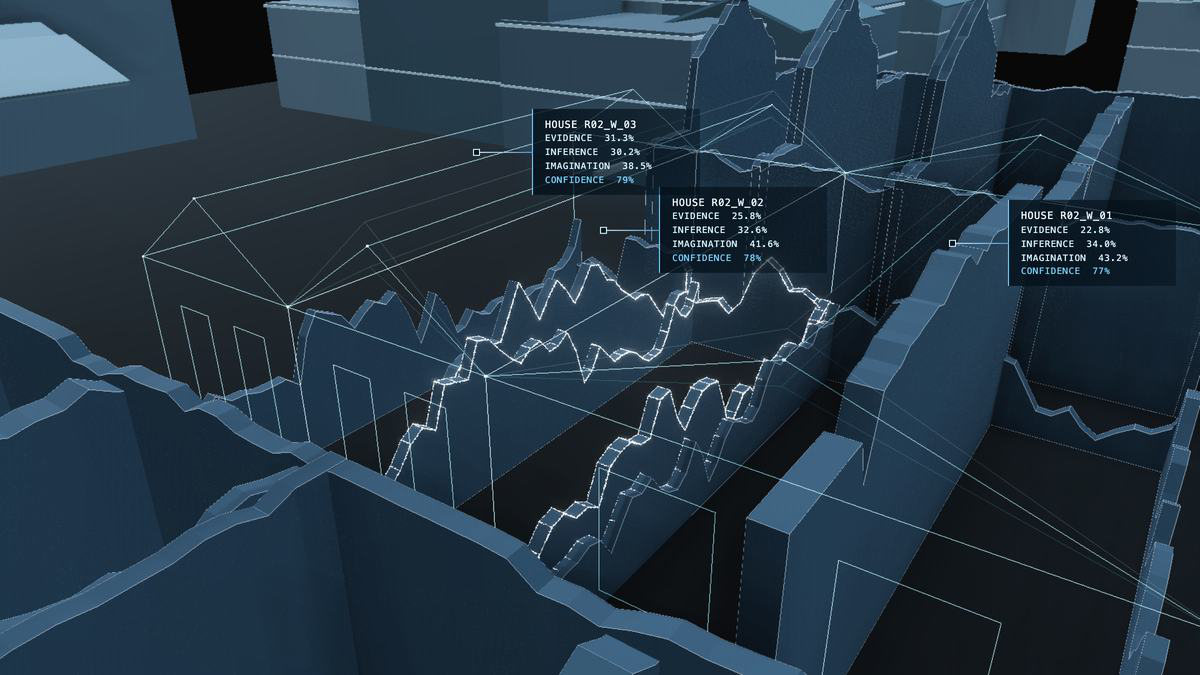 HOUSE R02_W_03
EVIDENCE 31.3%
INFERENCE 30.2%
IMAGINATION 38.5%
CONFIDENCE 79%
HOUSE R02_W_02
EVIDENCE 25.8%
INFERENCE 32.6%
IMAGINATION 41.6%
CONFIDENCE 78%
HOUSE R02_W_01
EVIDENCE 22.8%
INFERENCE 34.0%
IMAGINATION 43.2%
CONFIDENCE 77%